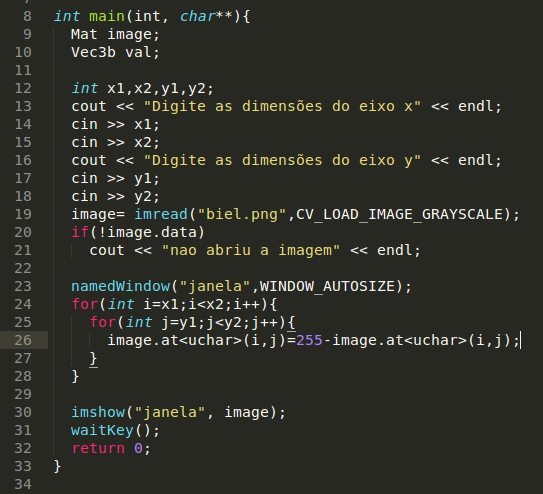 8 int main(int, char**){
9 Mat image;
10 Vec3b val;
11
12 int x1,x2,y1,y2;
13 cout << "Digite as dimensões do eixo x" << endl;
14 cin >> x1;
15 cin >> x2;
16 cout << "Digite as dimensões do eixo y" << endl;
17 cin >> y1;
18 cin >> y2;
19 image= imread("biel.png",CV_LOAD_IMAGE_GRAYSCALE);
20 if(!image.data)
21 cout << "nao abriu a imagem" << endl;
22
23 namedWindow("janela",WINDOW_AUTOSIZE);
24 for(int i=x1;i<x2;i++){
25 for(int j=y1;j<y2;j++){
26 image.at<uchar>(i,j)=255-image.at<uchar>(i,j);
27 }
28 }
29
30 imshow("janela", image);
31 waitKey();
32 return 0;
33 }
34